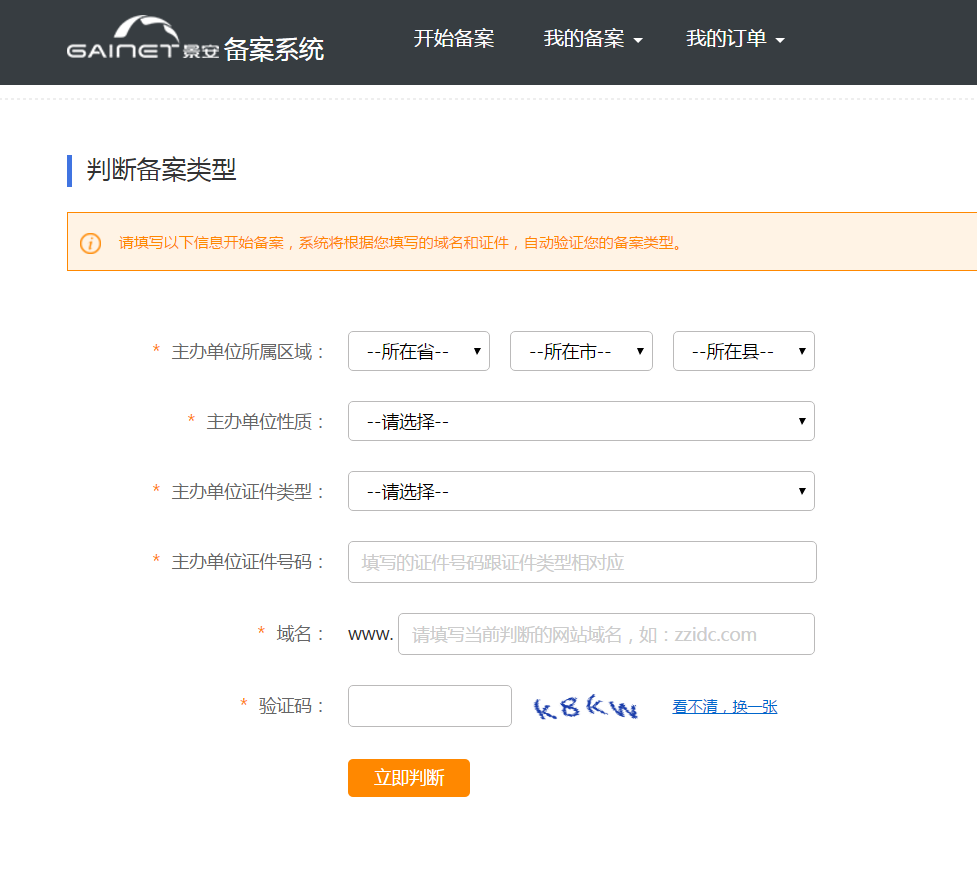 GAINET景安 备案系统 开始备案 我的备案 我的订单
判断备案类型
请填写以下信息开始备案，系统将根据您填写的域名和证件，自动验证您的备案类型。
* 主办单位所属区域： --所在省-- --所在市-- --所在县--
* 主办单位性质： --请选择--
* 主办单位证件类型： --请选择--
* 主办单位证件号码： 填写的证件号码跟证件类型相对应
* 域名： www. 请填写当前判断的网站域名，如：zzidc.com
* 验证码： k8kw 看不清，换一张
立即判断